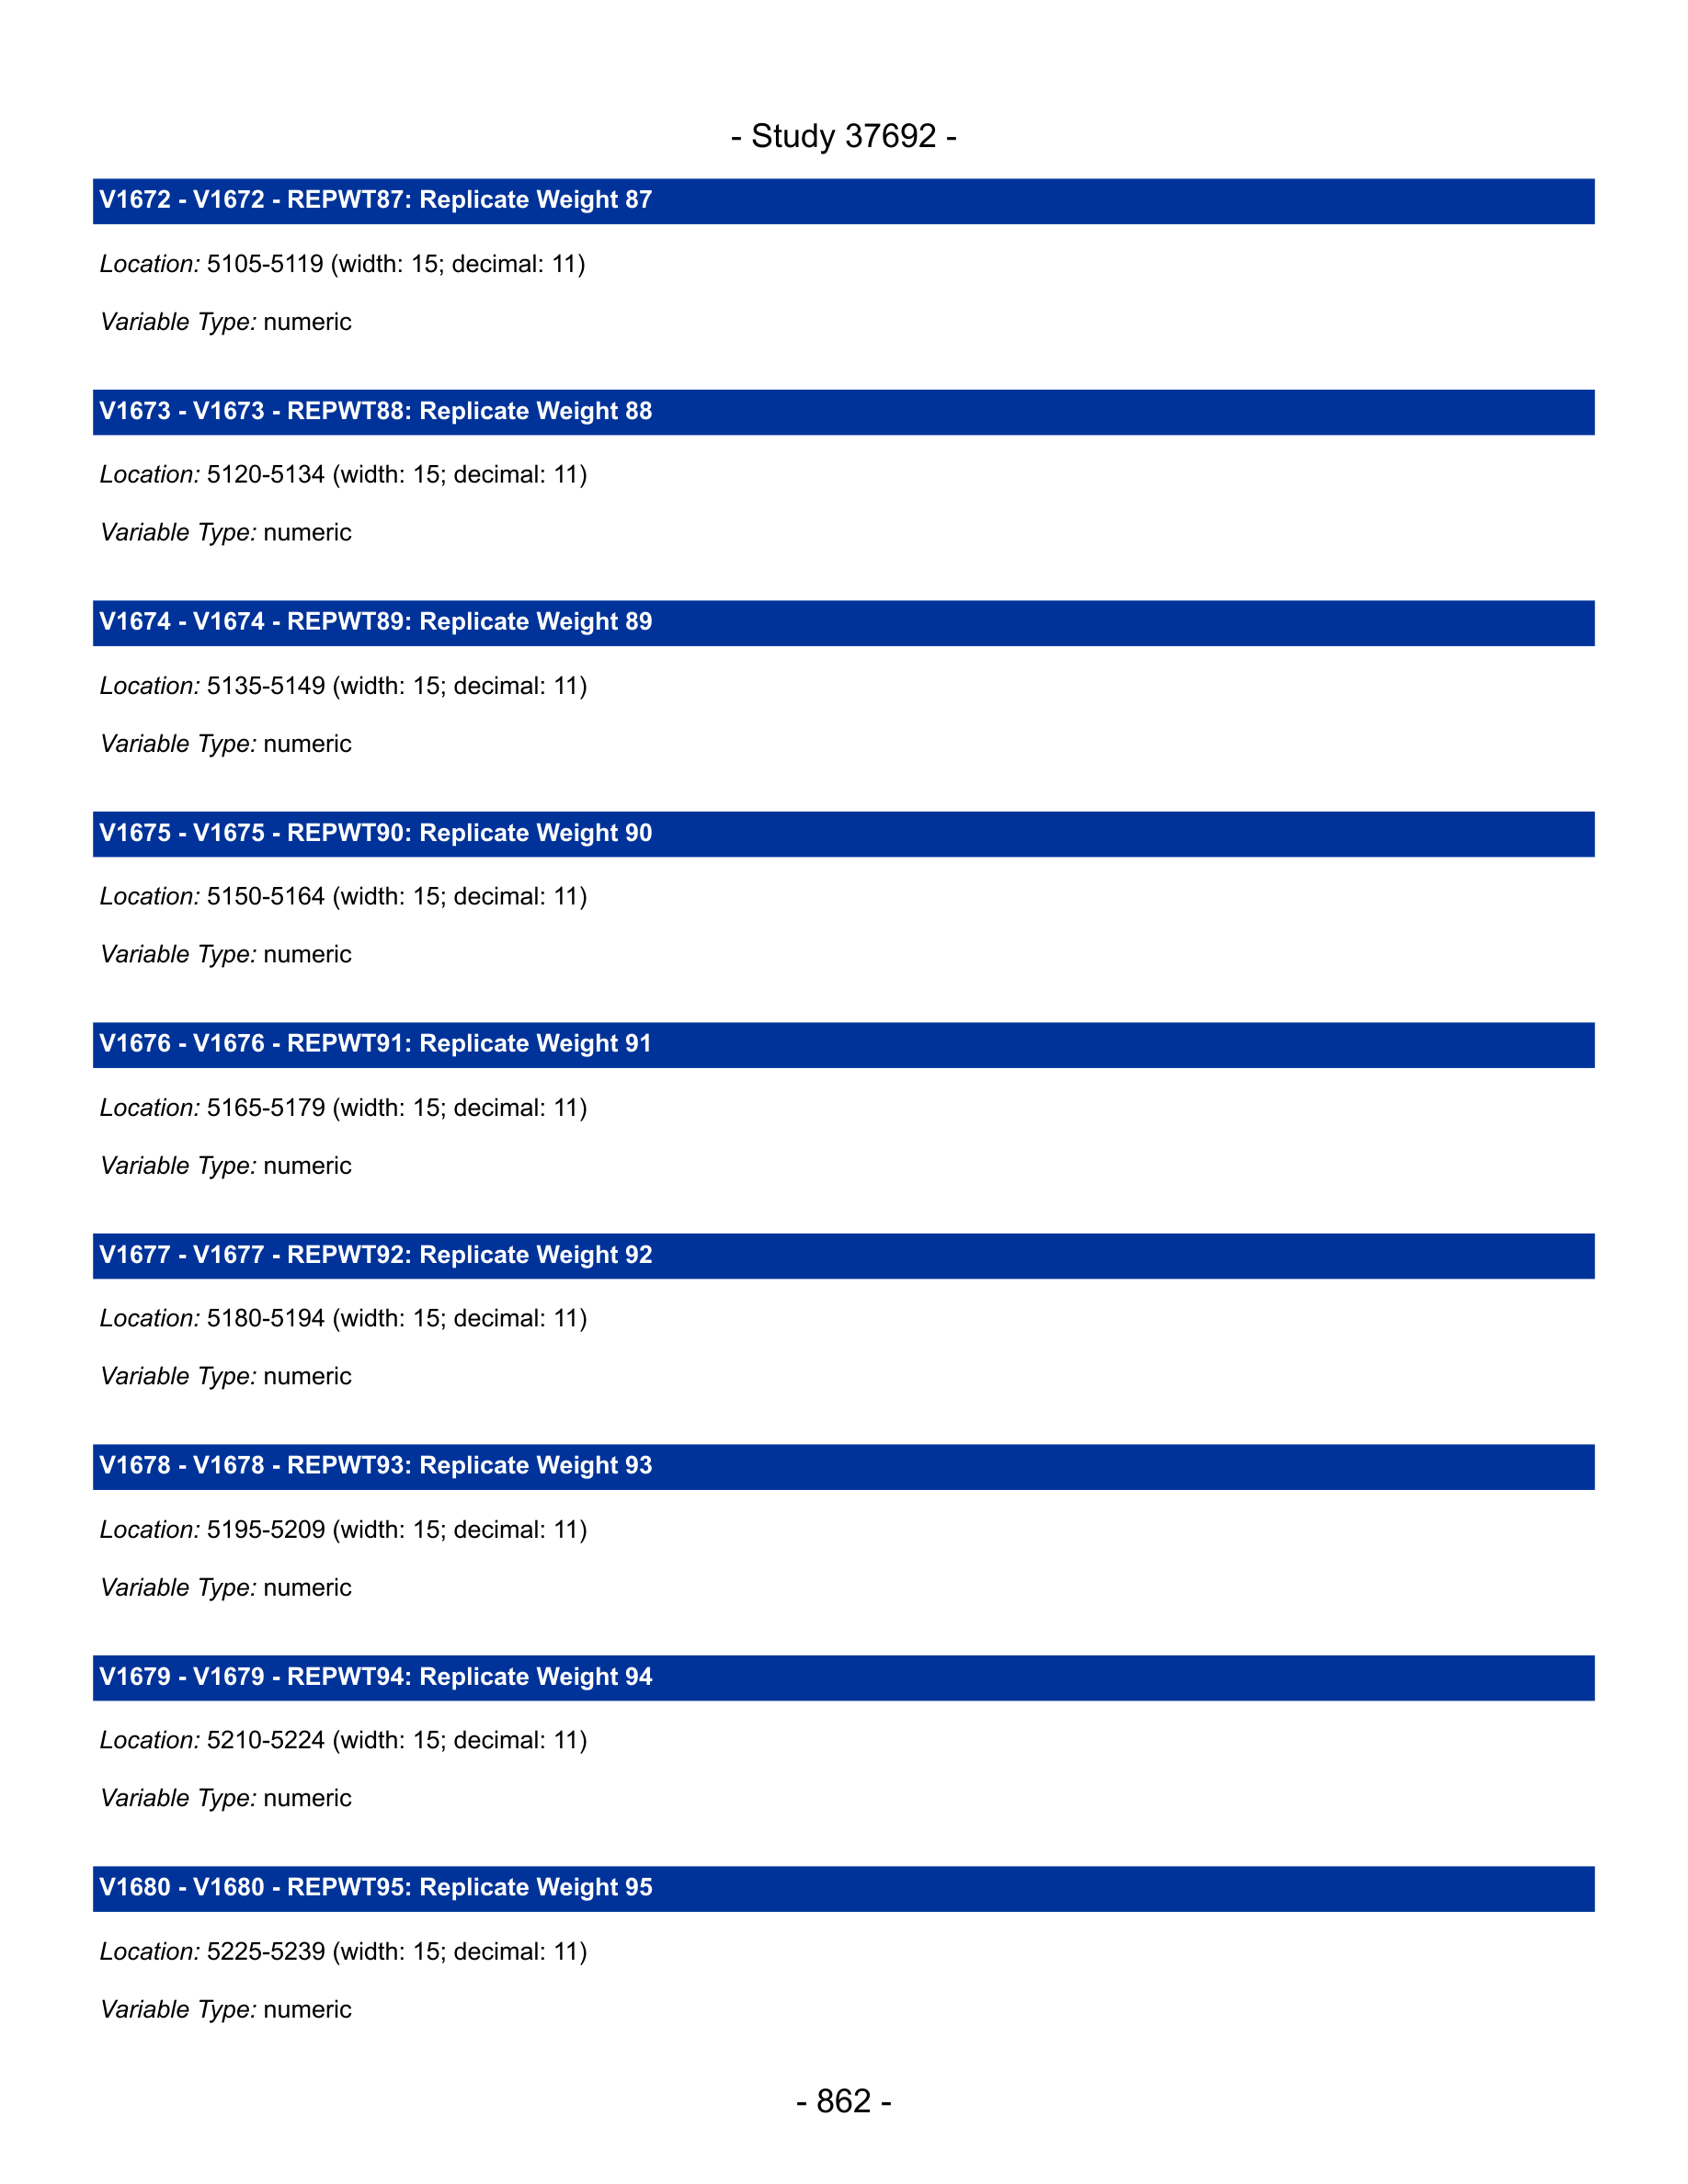 - Study 37692 -
V1672 - V1672 - REPWT87: Replicate Weight 87
Location: 5105-5119 (width: 15; decimal: 11)
Variable Type: numeric
V1673 - V1673 - REPWT88: Replicate Weight 88
Location: 5120-5134 (width: 15; decimal: 11)
Variable Type: numeric
V1674 - V1674 - REPWT89: Replicate Weight 89
Location: 5135-5149 (width: 15; decimal: 11)
Variable Type: numeric
V1675 - V1675 - REPWT90: Replicate Weight 90
Location: 5150-5164 (width: 15; decimal: 11)
Variable Type: numeric
V1676 - V1676 - REPWT91: Replicate Weight 91
Location: 5165-5179 (width: 15; decimal: 11)
Variable Type: numeric
V1677 - V1677 - REPWT92: Replicate Weight 92
Location: 5180-5194 (width: 15; decimal: 11)
Variable Type: numeric
V1678 - V1678 - REPWT93: Replicate Weight 93
Location: 5195-5209 (width: 15; decimal: 11)
Variable Type: numeric
V1679 - V1679 - REPWT94: Replicate Weight 94
Location: 5210-5224 (width: 15; decimal: 11)
Variable Type: numeric
V1680 - V1680 - REPWT95: Replicate Weight 95
Location: 5225-5239 (width: 15; decimal: 11)
Variable Type: numeric
- 862 -